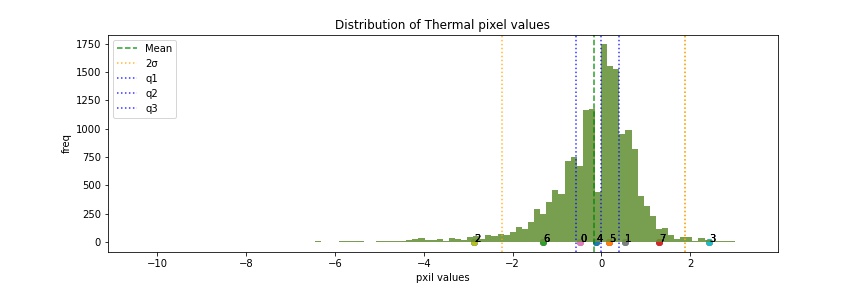 Distribution of Thermal pixel values
Mean
2σ
q1
q2
q3
1750
1500
1250
1000
750
500
250
0
freq
2 6 0 4 5 1 7 3
−10 −8 −6 −4 −2 0 2
pxil values